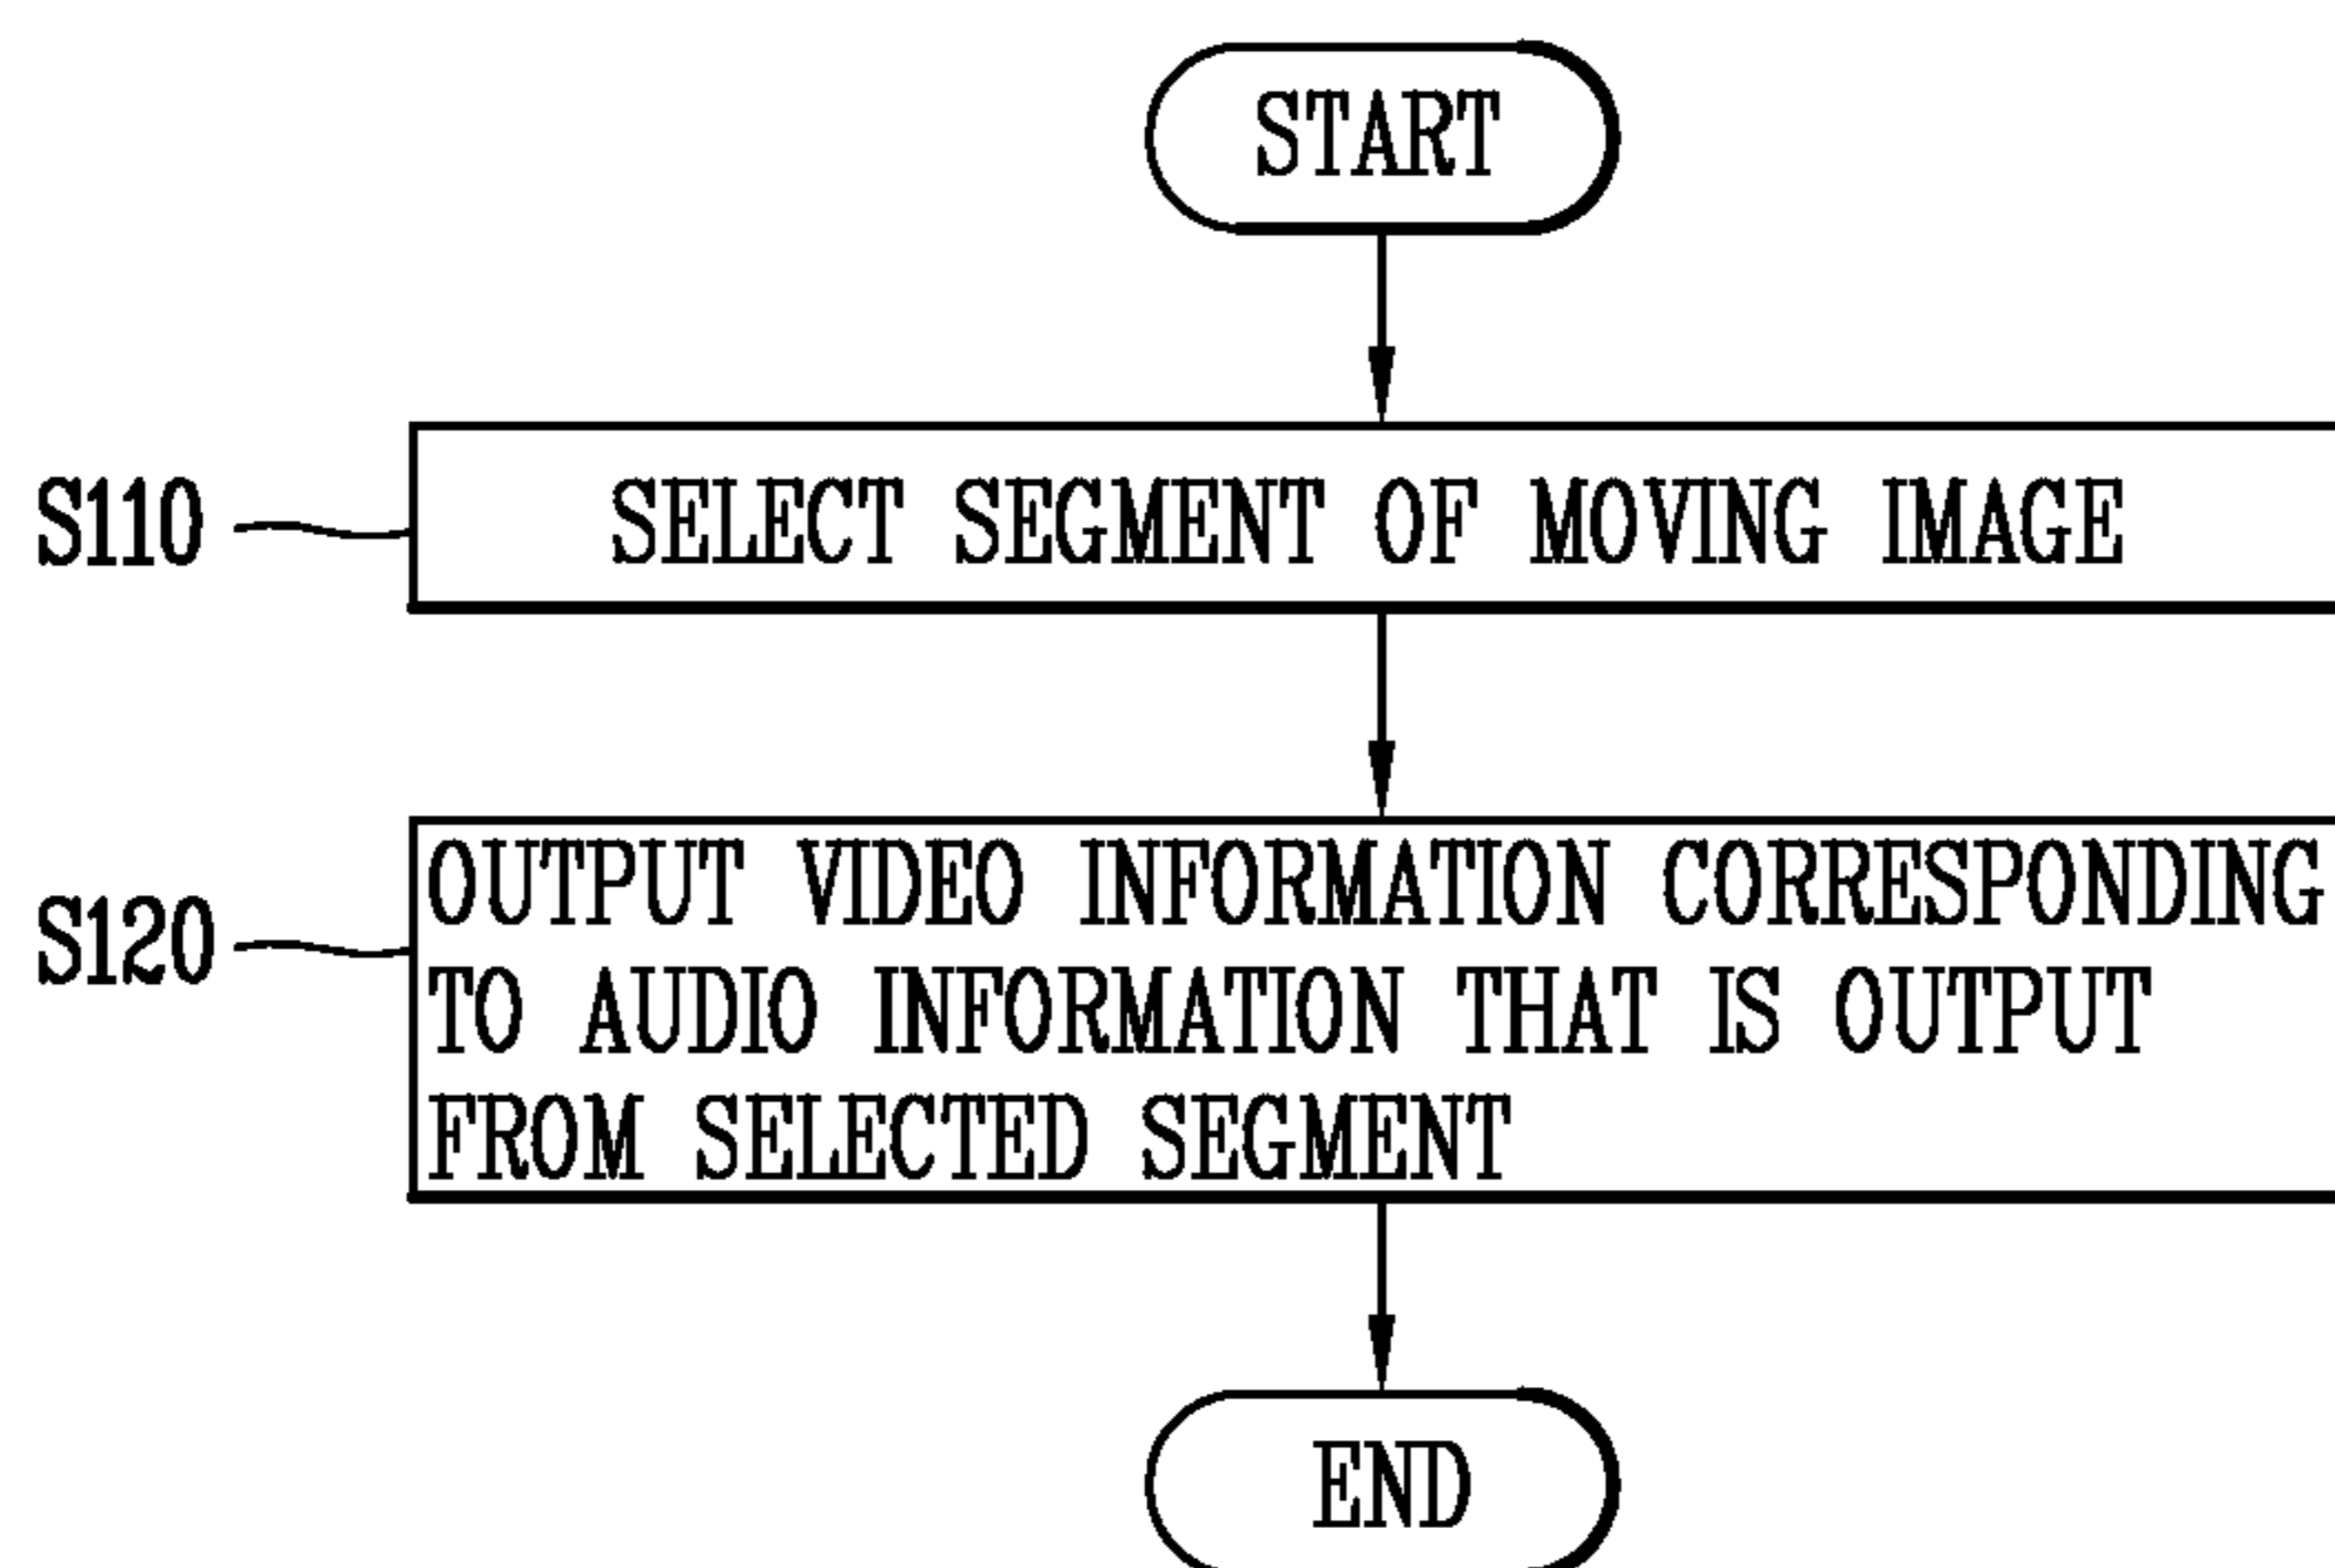 START
S110
SELECT SEGMENT OF MOVING IMAGE
S120
OUTPUT VIDEO INFORMATION CORRESPONDING
TO AUDIO INFORMATION THAT IS OUTPUT
FROM SELECTED SEGMENT
END